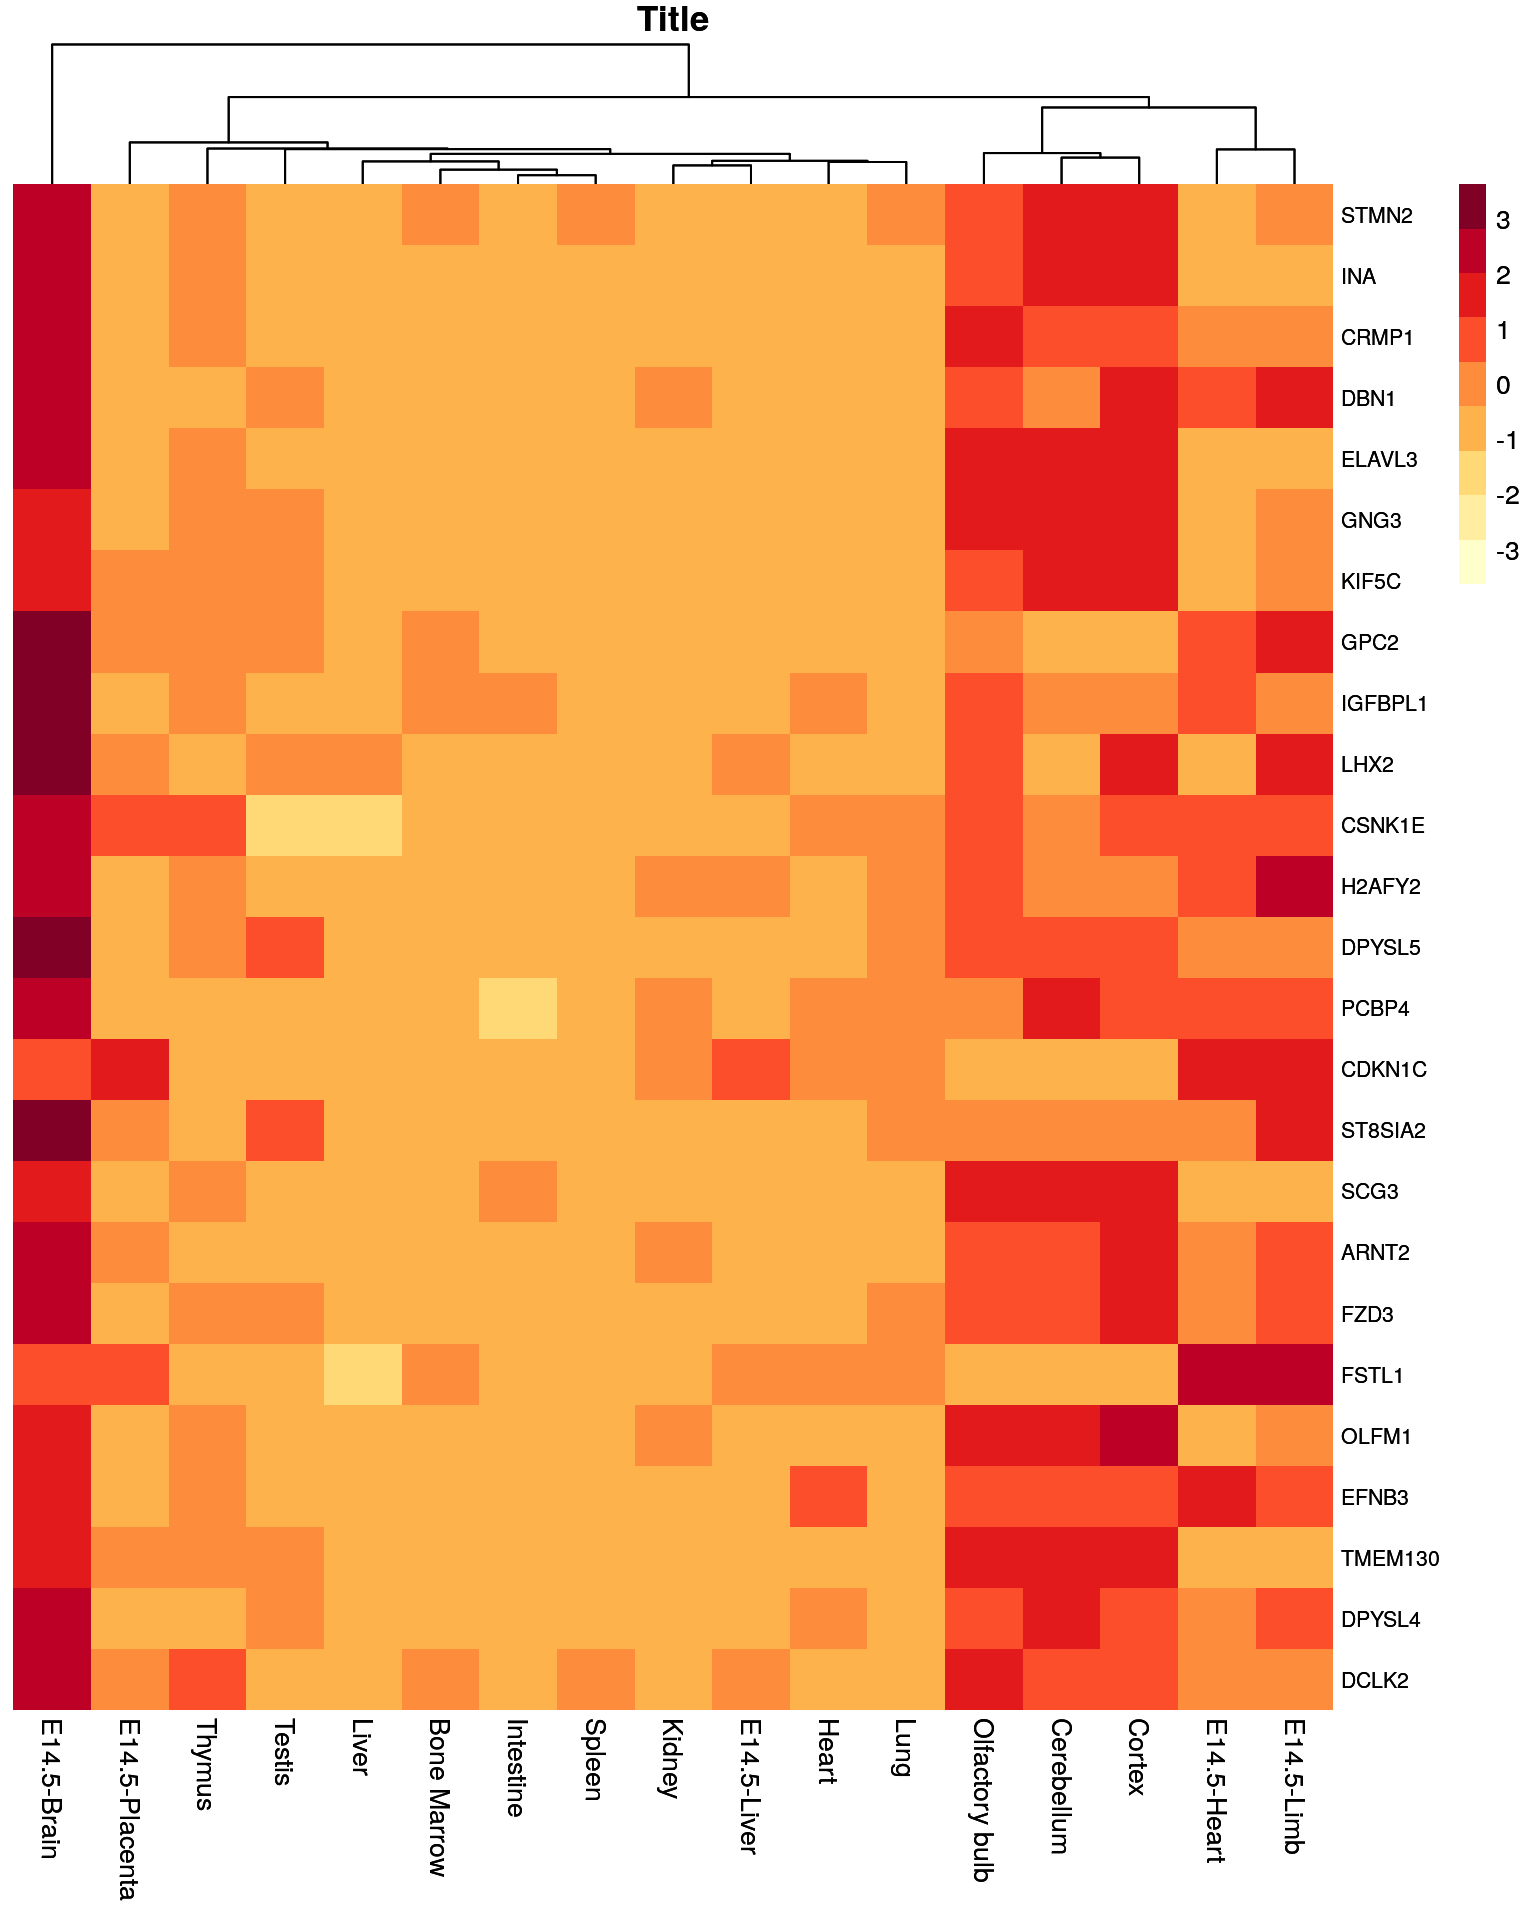 Title
STMN2
INA
CRMP1
DBN1
ELAVL3
GNG3
KIF5C
GPC2
IGFBPL1
LHX2
CSNK1E
H2AFY2
DPYSL5
PCBP4
CDKN1C
ST8SIA2
SCG3
ARNT2
FZD3
FSTL1
OLFM1
EFNB3
TMEM130
DPYSL4
DCLK2
3
2
1
0
-1
-2
-3
E14.5-Brain
E14.5-Placenta
Thymus
Testis
Liver
Bone Marrow
Intestine
Spleen
Kidney
E14.5-Liver
Heart
Lung
Olfactory bulb
Cerebellum
Cortex
E14.5-Heart
E14.5-Limb